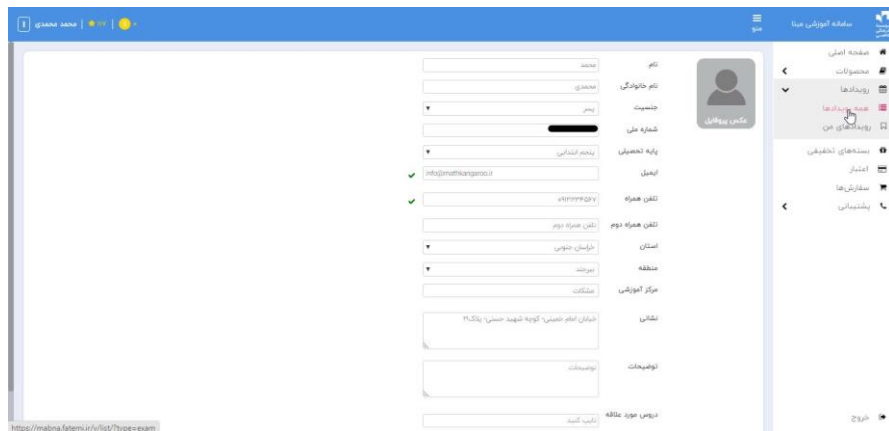 سامانه آموزشی مبنا
منو
محمد محمدی
صفحه اصلی
محصولات
رویدادها
همه رویدادها
رویدادهای من
بسته‌های تخفیفی
اعتبار
سفارش‌ها
پشتیبانی
خروج
عکس پروفایل
نام محمد
نام خانوادگی محمدی
جنسیت پسر
شماره ملی
پایه تحصیلی پنجم ابتدایی
ایمیل info@mathkangaroo.ir
تلفن همراه ۰۹۱۲۱۲۳۴۵۶۷
تلفن همراه دوم تلفن همراه دوم
استان خراسان جنوبی
منطقه بیرجند
مرکز آموزشی مشکات
نشانی خیابان امام خمینی- کوچه شهید حسنی- پلاک۲۱
توضیحات توضیحات
دروس مورد علاقه تایپ کنید
https://mabna.fatemi.ir/v/list/?type=exam